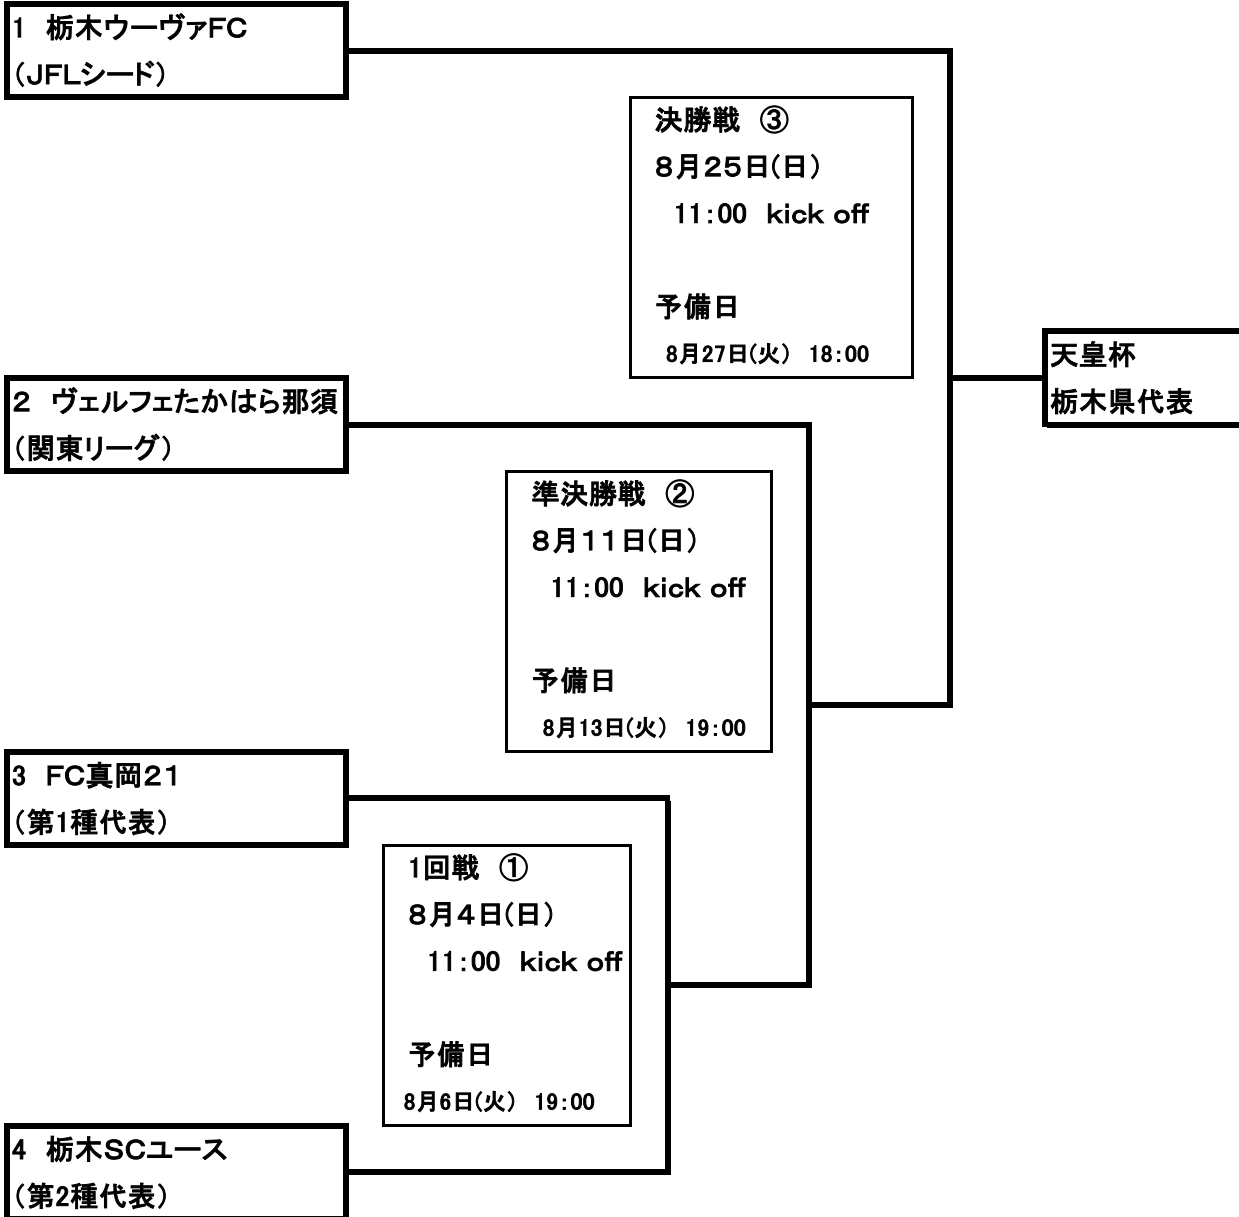 1　栃木ウーヴァFC
（JFLシード）
決勝戦　③
８月２５日(日)
11：00　kick off
予備日
8月27日(火)　18：00
天皇杯
栃木県代表
２　ヴェルフェたかはら那須
（関東リーグ）
準決勝戦　②
８月１１日(日)
11：00　kick off
予備日
8月13日(火)　19：00
3　FC真岡２１
（第1種代表）
1回戦　①
８月４日(日)
11：00　kick off
予備日
8月6日(火)　19：00
4　栃木SCユース
（第2種代表）